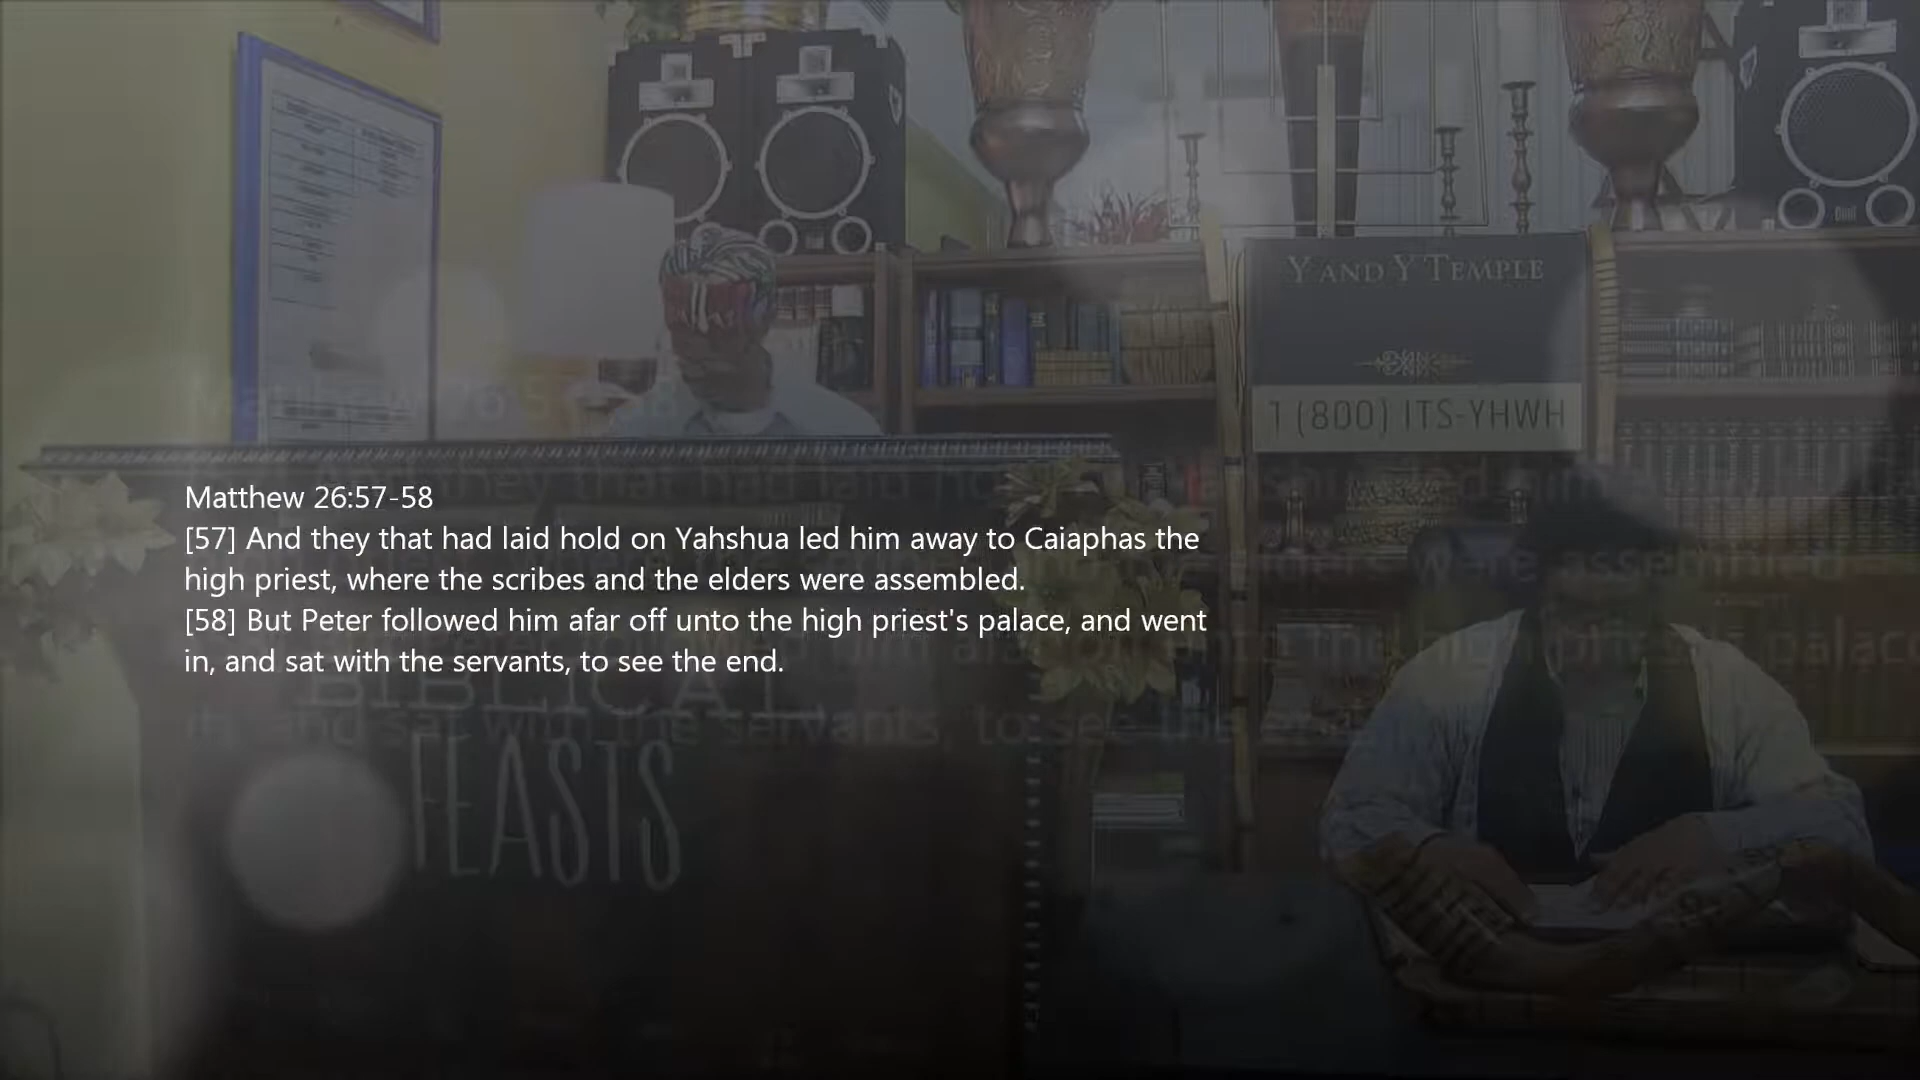 Y AND Y TEMPLE
1 (800) ITS-YHWH
Matthew 26:57-58
[57] And they that had laid hold on Yahshua led him away to Caiaphas the
high priest, where the scribes and the elders were assembled.
[58] But Peter followed him afar off unto the high priest's palace, and went
in, and sat with the servants, to see the end.
BIBLICAL
FEASTS